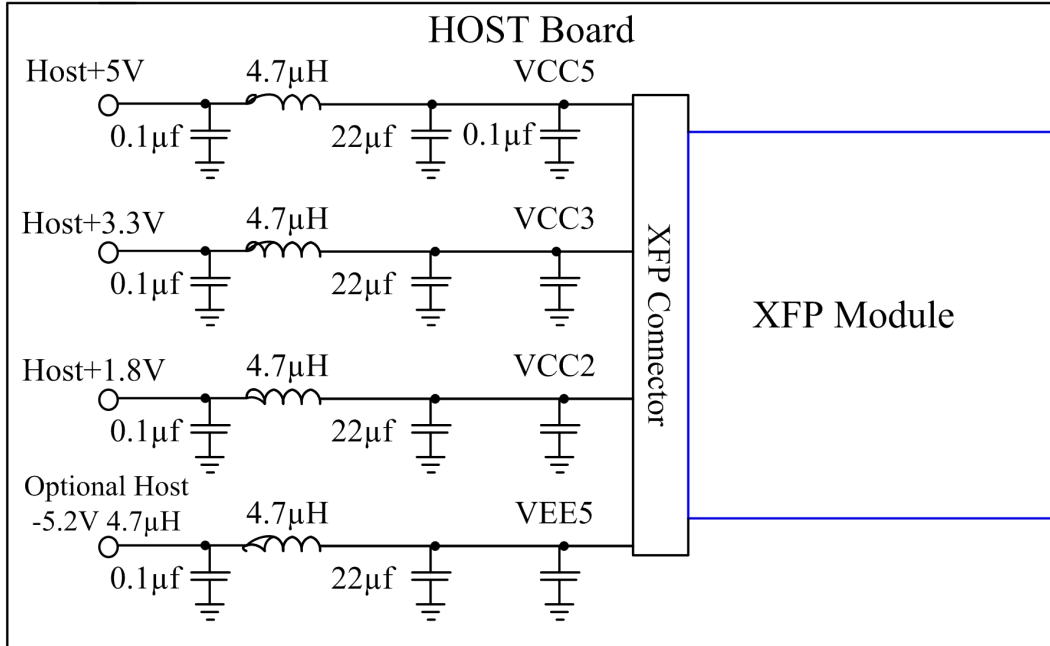 HOST Board
Host+5V
4.7µH
VCC5
0.1µf
22µf
0.1µf
Host+3.3V
4.7µH
VCC3
0.1µf
22µf
XFP Connector
XFP Module
Host+1.8V
4.7µH
VCC2
0.1µf
22µf
Optional Host
-5.2V 4.7µH
4.7µH
VEE5
0.1µf
22µf